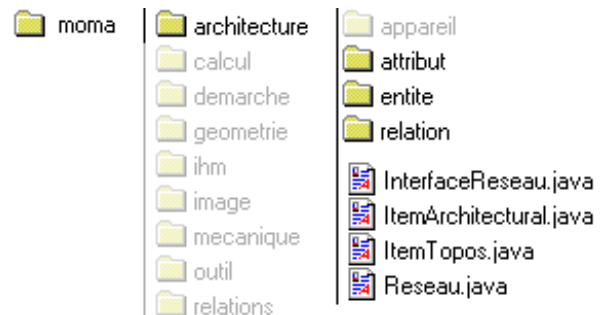 moma
architecture
calcul
demarche
geometrie
ihm
image
mecanique
outil
relations
appareil
attribut
entite
relation
InterfaceReseau.java
ItemArchitectural.java
ItemTopos.java
Reseau.java